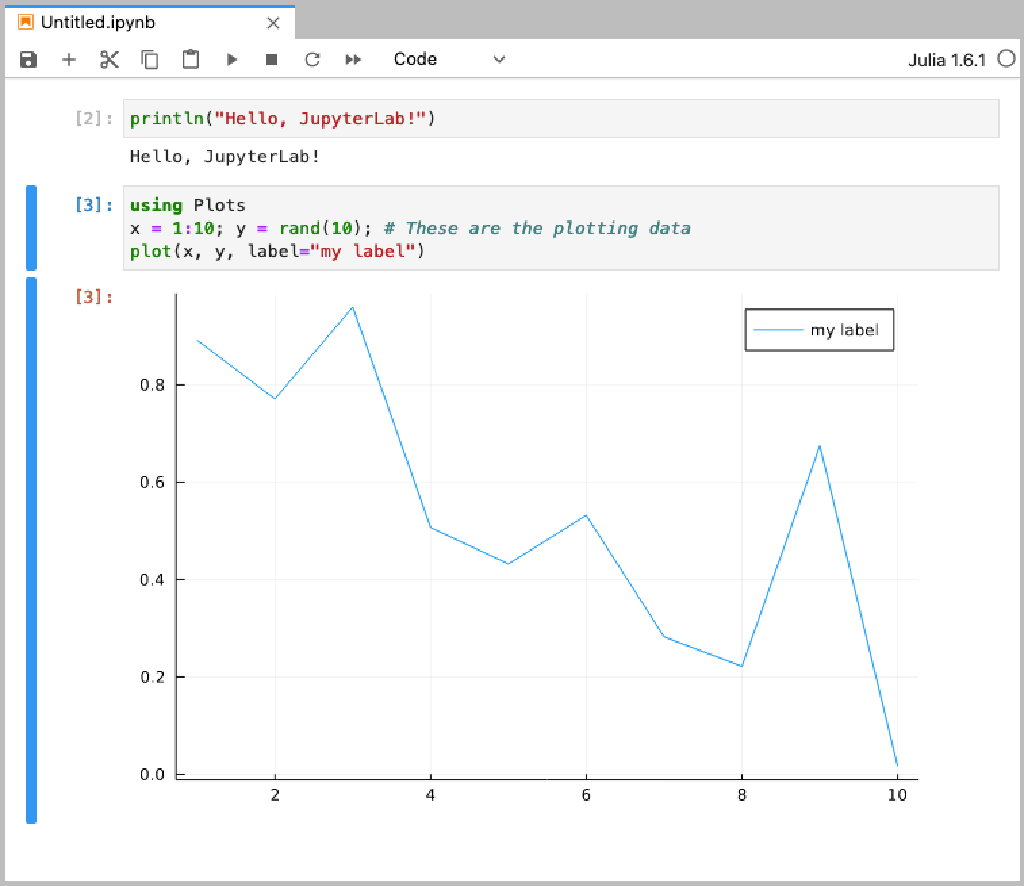 Untitled.ipynb
Code
Julia 1.6.1
[2]: println("Hello, JupyterLab!")
Hello, JupyterLab!
[3]: using Plots
x = 1:10; y = rand(10); # These are the plotting data
plot(x, y, label="my label")
[3]:
my label
0.8
0.6
0.4
0.2
0.0
2 4 6 8 10